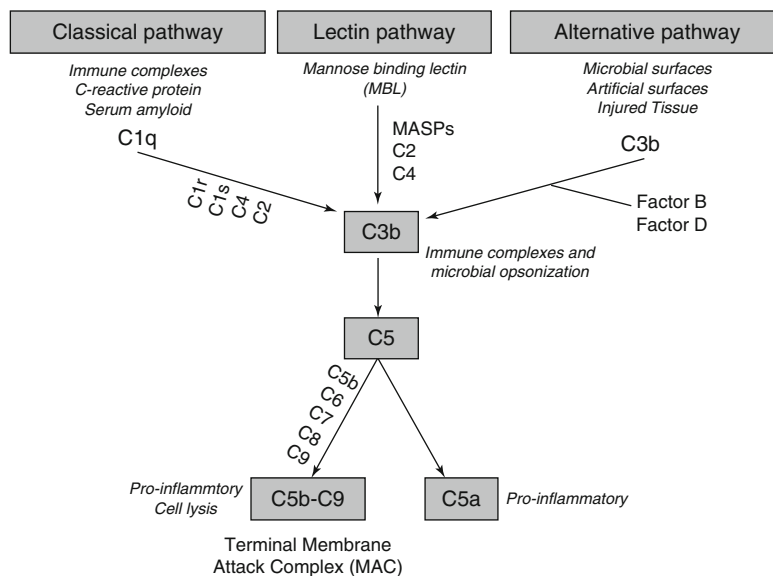 Classical pathway
Lectin pathway
Alternative pathway
Immune complexes
C-reactive protein
Serum amyloid
Mannose binding lectin
(MBL)
Microbial surfaces
Artificial surfaces
Injured Tissue
C1q
MASPs
C2
C4
C3b
C1r
C1s
C4
C2
Factor B
Factor D
C3b
Immune complexes and
microbial opsonization
C5
C5b
C6
C7
C8
C9
Pro-inflammtory
Cell lysis
C5b-C9
C5a
Pro-inflammatory
Terminal Membrane
Attack Complex (MAC)